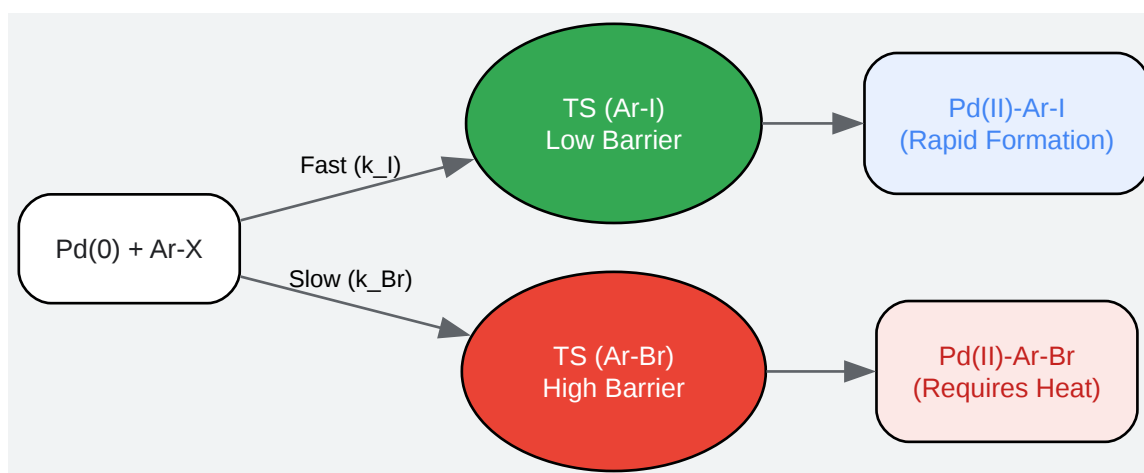 Pd(0) + Ar-X
Fast (k_I)
Slow (k_Br)
TS (Ar-I)
Low Barrier
Pd(II)-Ar-I
(Rapid Formation)
TS (Ar-Br)
High Barrier
Pd(II)-Ar-Br
(Requires Heat)